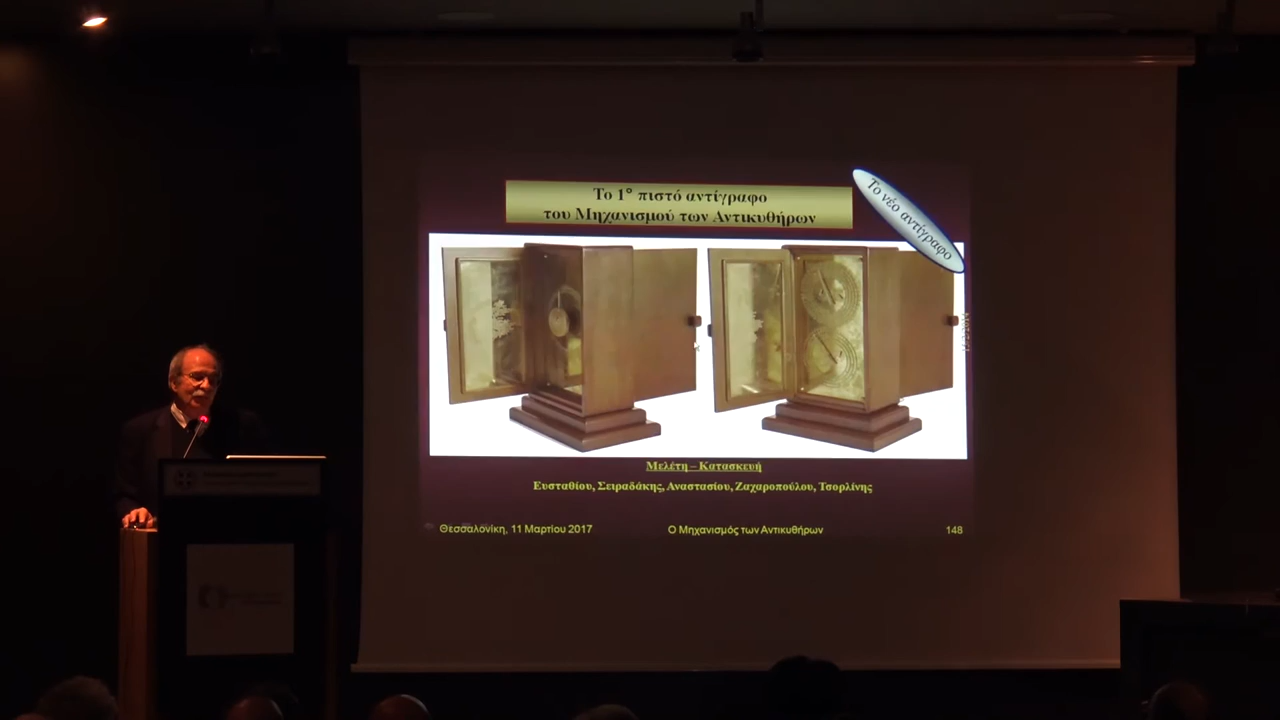 Το 1° πιστό αντίγραφο
του Μηχανισμού των Αντικυθήρων
Το νέο αντίγραφο
Μελέτη – Κατασκευή
Ευσταθίου, Σειραδάκης, Αναστασίου, Ζαχαροπούλου, Τσορλίνης
Θεσσαλονίκη, 11 Μαρτίου 2017
Ο Μηχανισμός των Αντικυθήρων
148